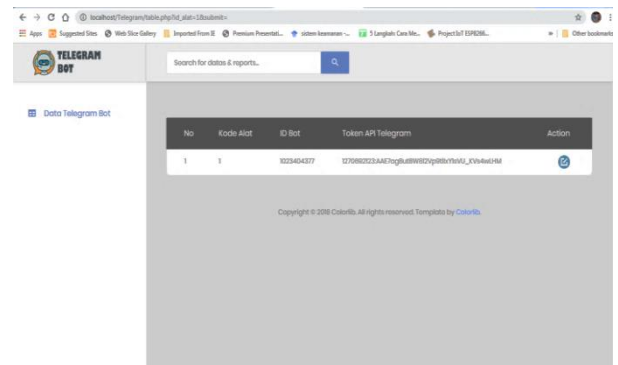 localhost/Telegram/table.php?id_alat=1&submit=
Apps Suggested Sites Web Slice Gallery Imported From IE Premium Presentati... sistem keamanan -... 5 Langkah Cara Me... Project IoT ESP8266... » Other bookmarks
TELEGRAM
BOT
Search for datas & reports...
Data Telegram Bot
No Kode Alat ID Bot Token API Telegram Action
1 1 1023404377
Copyright © 2018 Colorlib. All rights reserved. Template by Colorlib.